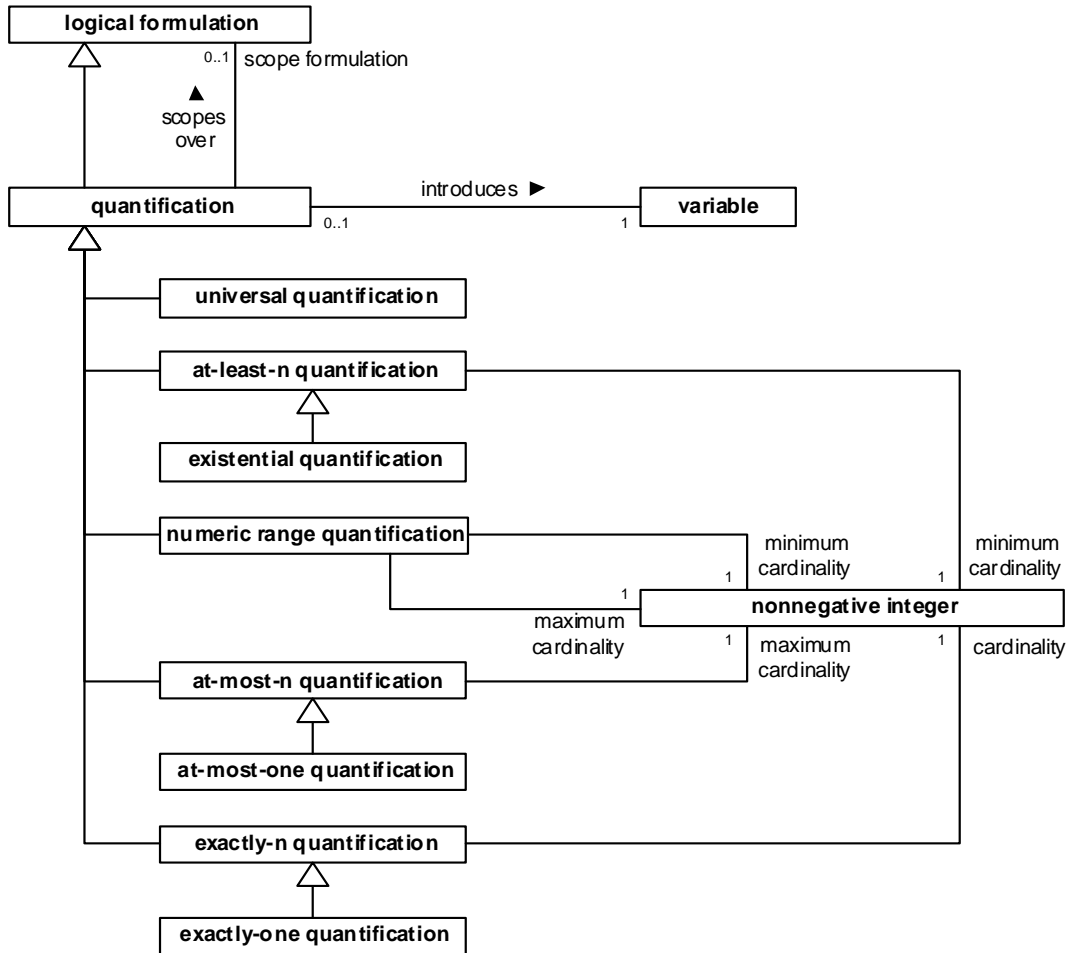 logical formulation
0..1
scope formulation
scopes
over
introduces ►
quantification
variable
0..1
1
universal quantification
at-least-n quantification
existential quantification
numeric range quantification
minimum
cardinality
minimum
cardinality
1
1
1
nonnegative integer
maximum
cardinality
1
maximum
cardinality
1
cardinality
at-most-n quantification
at-most-one quantification
exactly-n quantification
exactly-one quantification